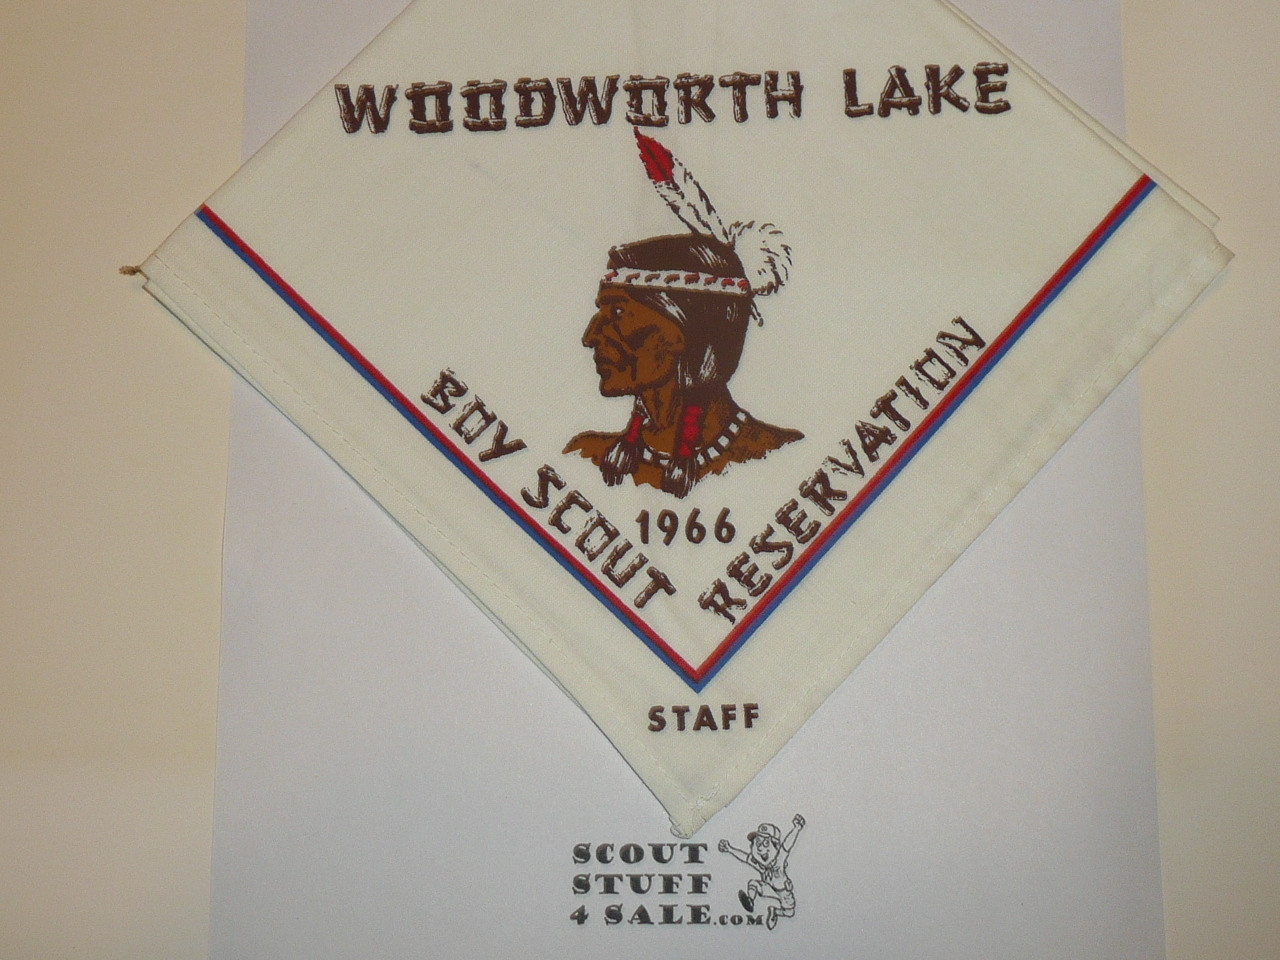 WOODWORTH LAKE
BOY SCOUT
RESERVATION
1966
STAFF
SCOUT
STUFF
4 SALE.COM